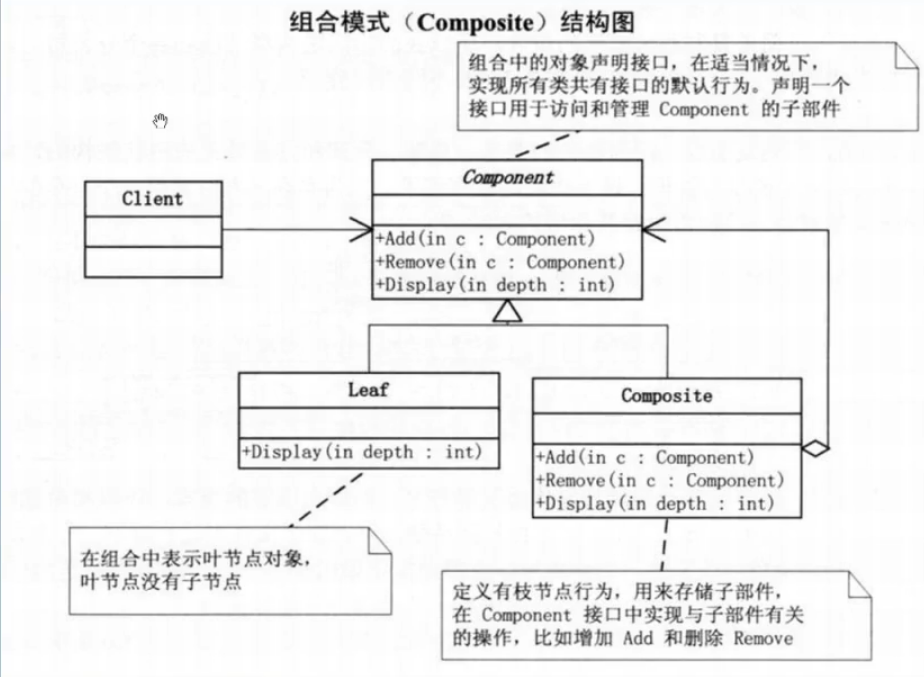 组合模式（Composite）结构图
组合中的对象声明接口，在适当情况下，
实现所有类共有接口的默认行为。声明一个
接口用于访问和管理 Component 的子部件
Component
+Add(in c : Component)
+Remove(in c : Component)
+Display(in depth : int)
Client
Leaf
+Display(in depth : int)
Composite
+Add(in c : Component)
+Remove(in c : Component)
+Display(in depth : int)
在组合中表示叶节点对象，
叶节点没有子节点
定义有枝节点行为，用来存储子部件，
在 Component 接口中实现与子部件有关
的操作，比如增加 Add 和删除 Remove